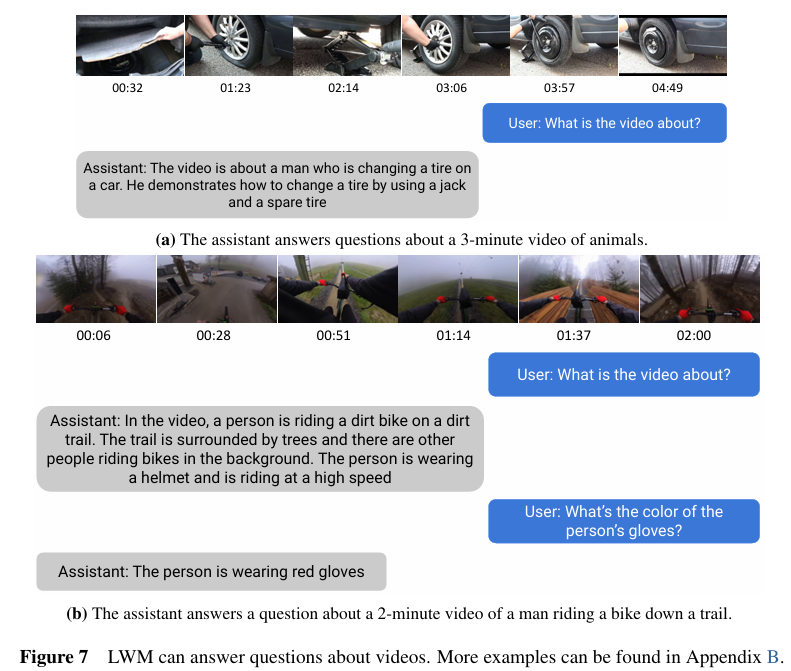 00:32 01:23 02:14 03:06 03:57 04:49
User: What is the video about?
Assistant: The video is about a man who is changing a tire on
a car. He demonstrates how to change a tire by using a jack
and a spare tire
(a) The assistant answers questions about a 3-minute video of animals.
00:06 00:28 00:51 01:14 01:37 02:00
User: What is the video about?
Assistant: In the video, a person is riding a dirt bike on a dirt
trail. The trail is surrounded by trees and there are other
people riding bikes in the background. The person is wearing
a helmet and is riding at a high speed
User: What's the color of the
person's gloves?
Assistant: The person is wearing red gloves
(b) The assistant answers a question about a 2-minute video of a man riding a bike down a trail.
Figure 7 LWM can answer questions about videos. More examples can be found in Appendix B.